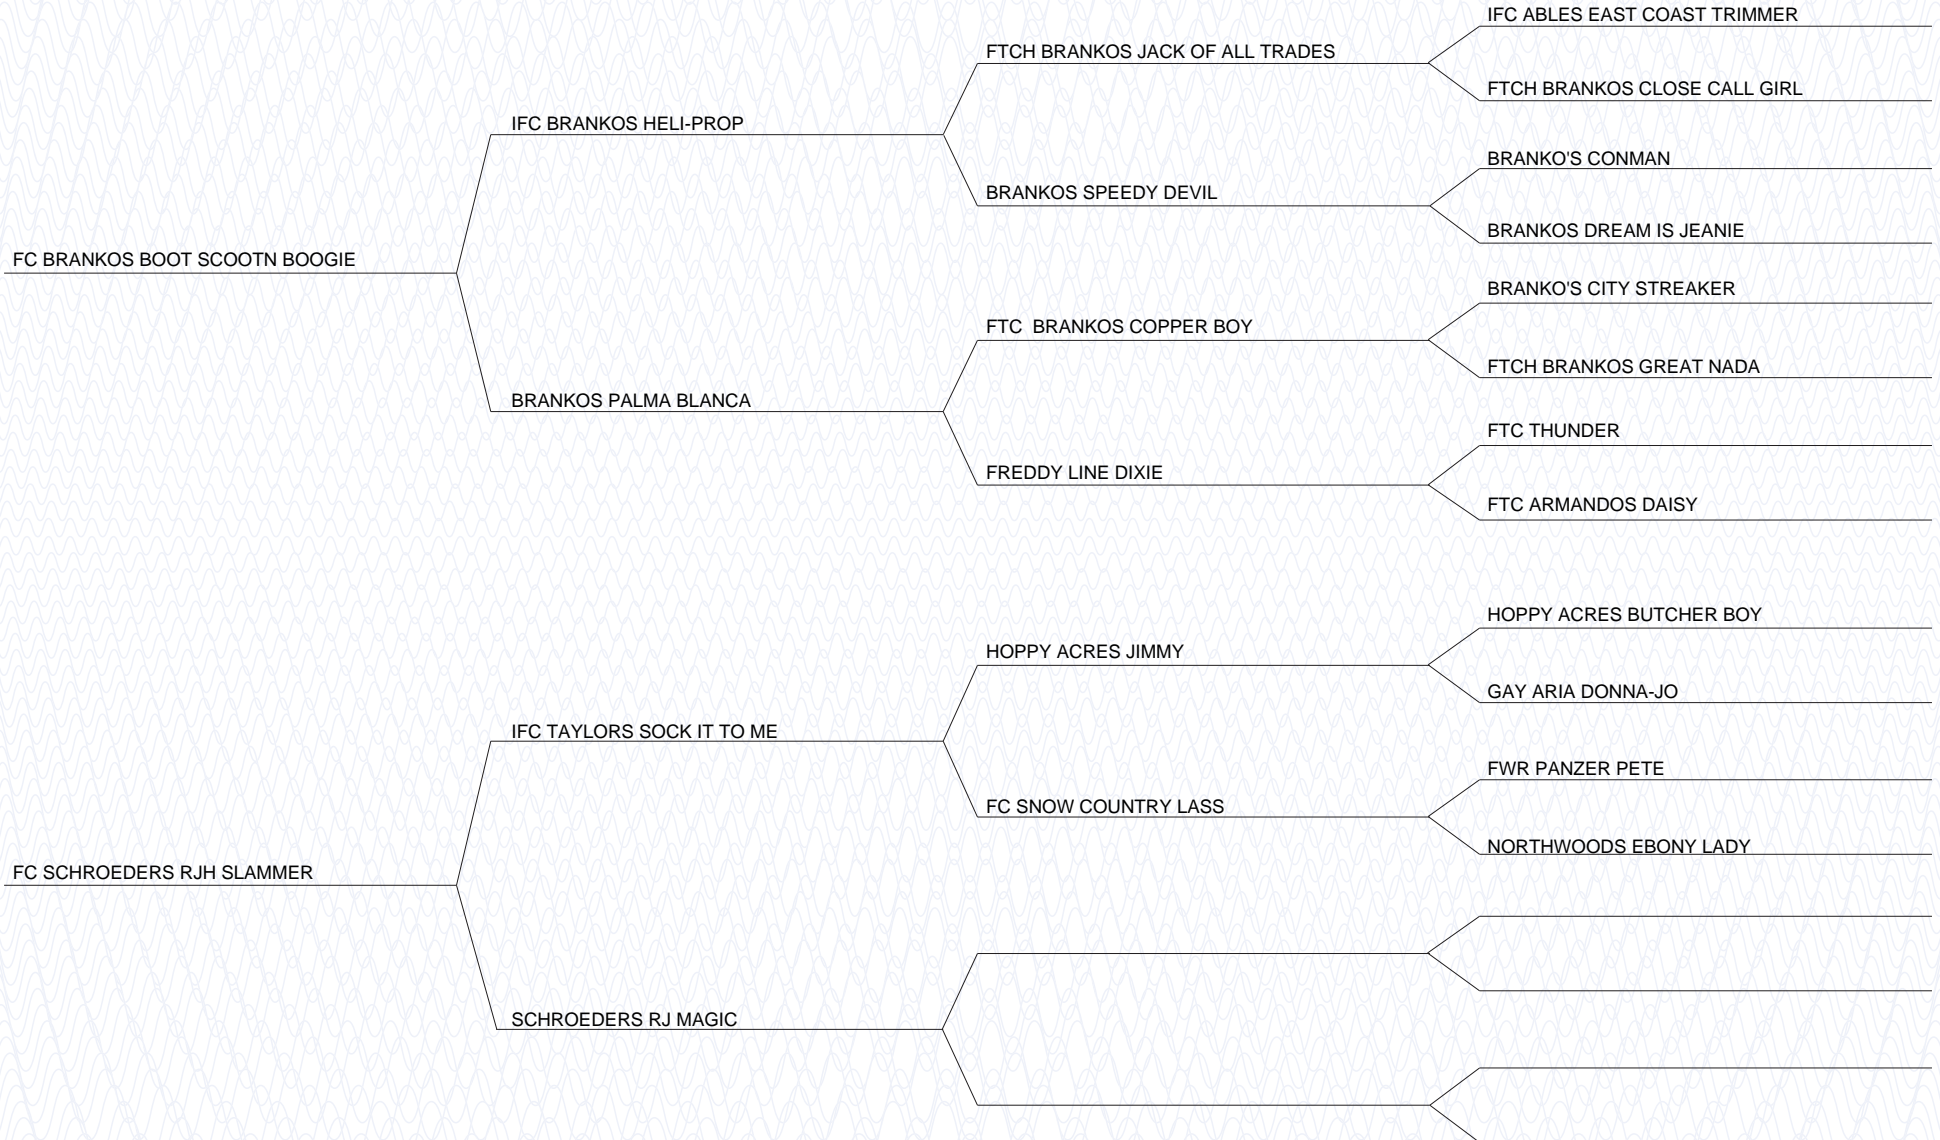 IFC ABLES EAST COAST TRIMMER
FTCH BRANKOS JACK OF ALL TRADES
FTCH BRANKOS CLOSE CALL GIRL
IFC BRANKOS HELI-PROP
BRANKO'S CONMAN
BRANKOS SPEEDY DEVIL
BRANKOS DREAM IS JEANIE
FC BRANKOS BOOT SCOOTN BOOGIE
BRANKO'S CITY STREAKER
FTC  BRANKOS COPPER BOY
FTCH BRANKOS GREAT NADA
BRANKOS PALMA BLANCA
FTC THUNDER
FREDDY LINE DIXIE
FTC ARMANDOS DAISY
HOPPY ACRES BUTCHER BOY
HOPPY ACRES JIMMY
GAY ARIA DONNA-JO
IFC TAYLORS SOCK IT TO ME
FWR PANZER PETE
FC SNOW COUNTRY LASS
NORTHWOODS EBONY LADY
FC SCHROEDERS RJH SLAMMER
SCHROEDERS RJ MAGIC